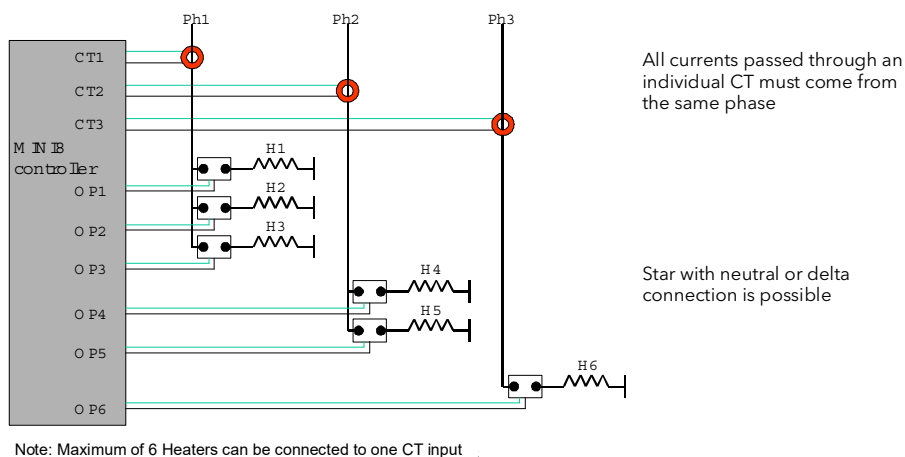 Ph1 Ph2 Ph3
CT1
CT2
CT3
MINI8
controller
OP1
OP2
OP3
OP4
OP5
OP6
H1
H2
H3
H4
H5
H6
All currents passed through an
individual CT must come from
the same phase
Star with neutral or delta
connection is possible
Note: Maximum of 6 Heaters can be connected to one CT input